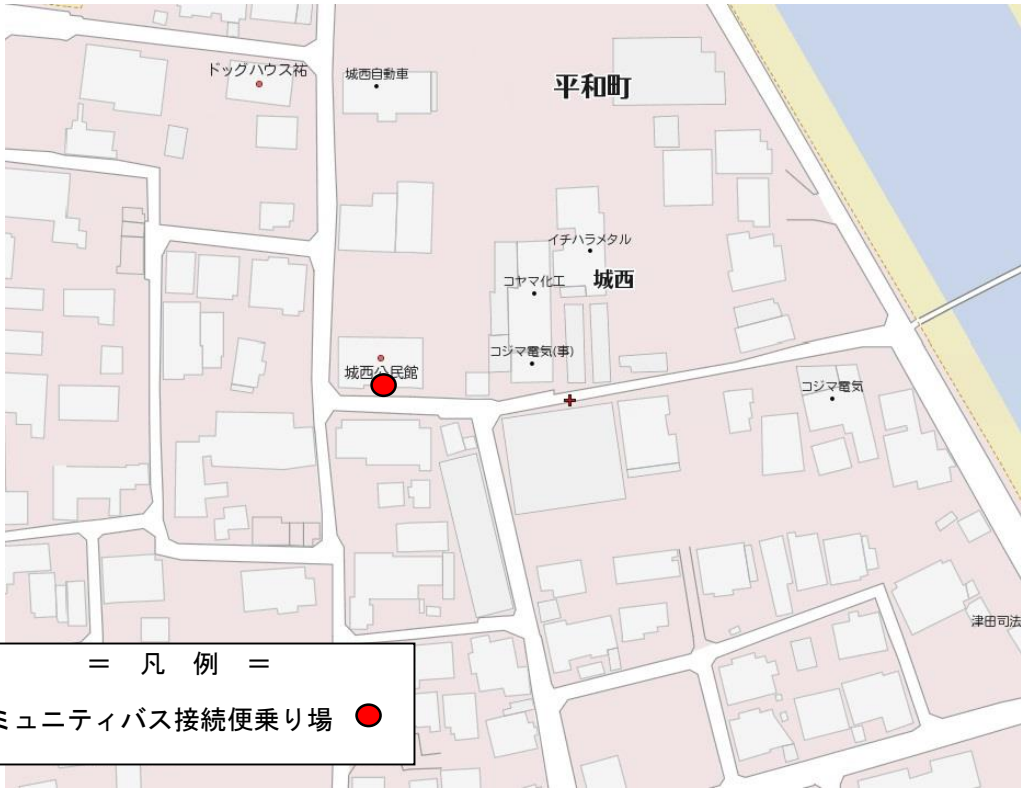 ドッグハウス祐
城西自動車
平和町
イチハラメタル
コヤマ化工
城西
コジマ電気(事)
城西公民館
コジマ電気
津田司法
= 凡 例 =
ミュニティバス接続便乗り場